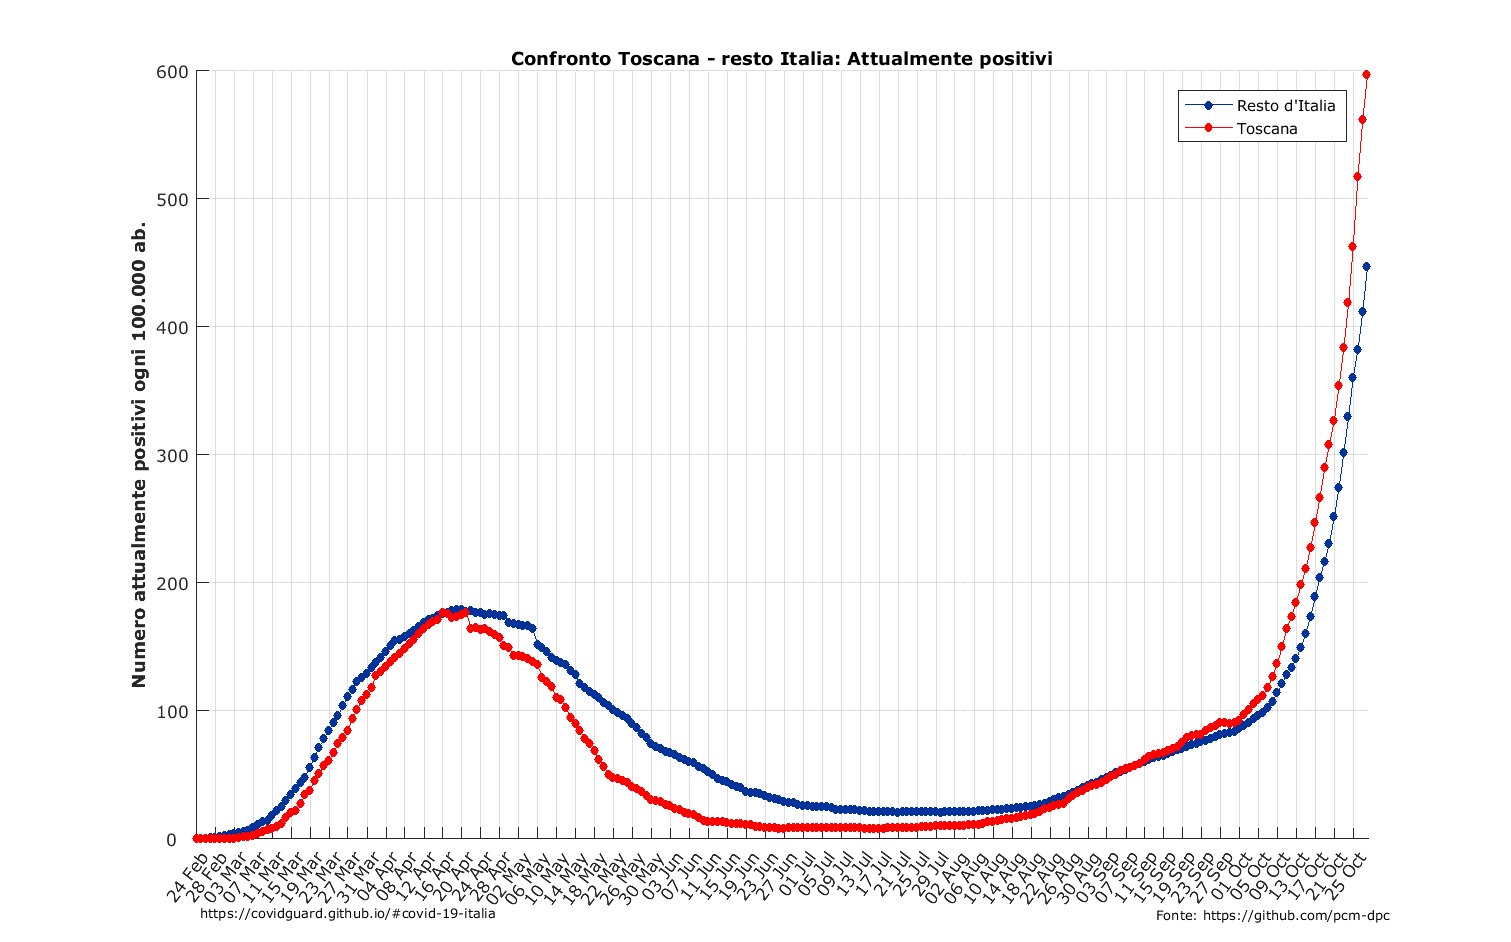 Confronto Toscana - resto Italia: Attualmente positivi
Resto d'Italia
Toscana
Numero attualmente positivi ogni 100.000 ab.
600
500
400
300
200
100
0
24 Feb
28 Feb
03 Mar
07 Mar
11 Mar
15 Mar
19 Mar
23 Mar
27 Mar
31 Mar
04 Apr
08 Apr
12 Apr
16 Apr
20 Apr
24 Apr
28 Apr
02 May
06 May
10 May
14 May
18 May
22 May
26 May
30 May
03 Jun
07 Jun
11 Jun
15 Jun
19 Jun
23 Jun
27 Jun
01 Jul
05 Jul
09 Jul
13 Jul
17 Jul
21 Jul
25 Jul
29 Jul
02 Aug
06 Aug
10 Aug
14 Aug
18 Aug
22 Aug
26 Aug
30 Aug
03 Sep
07 Sep
11 Sep
15 Sep
19 Sep
23 Sep
27 Sep
01 Oct
05 Oct
09 Oct
13 Oct
17 Oct
21 Oct
25 Oct
https://covidguard.github.io/#covid-19-italia
Fonte: https://github.com/pcm-dpc